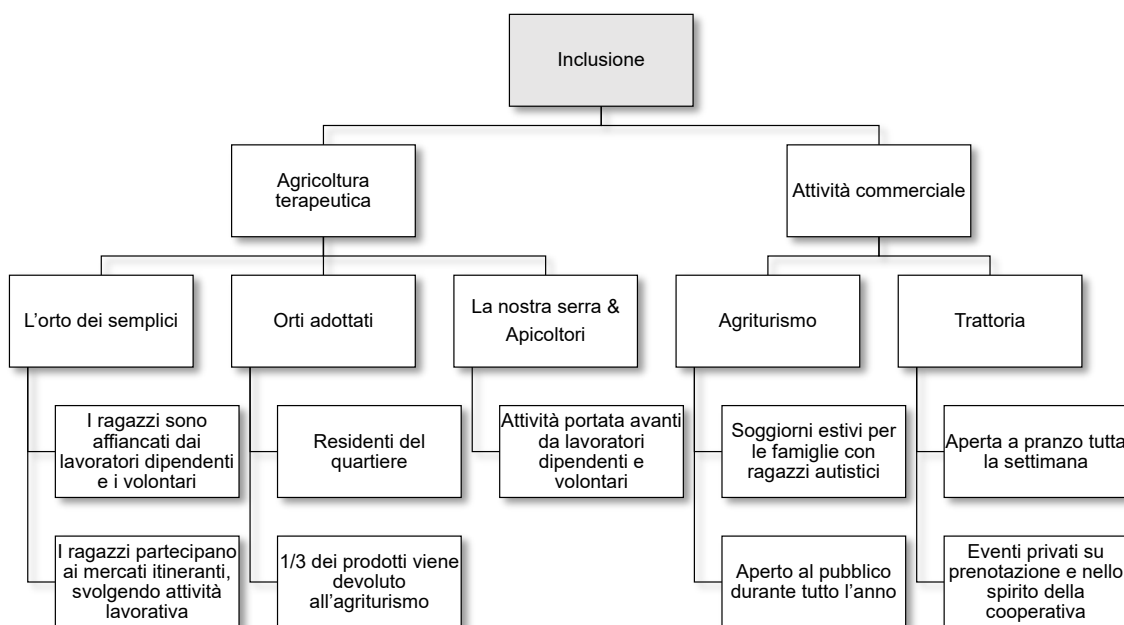 Inclusione
Agricoltura
terapeutica
Attività commerciale
L'orto dei semplici
Orti adottati
La nostra serra &
Apicoltori
Agriturismo
Trattoria
I ragazzi sono
affiancati dai
lavoratori dipendenti
e i volontari
Residenti del
quartiere
Attività portata avanti
da lavoratori
dipendenti e
volontari
Soggiorni estivi per
le famiglie con
ragazzi autistici
Aperta a pranzo tutta
la settimana
I ragazzi partecipano
ai mercati itineranti,
svolgendo attività
lavorativa
1/3 dei prodotti viene
devoluto
all'agriturismo
Aperto al pubblico
durante tutto l'anno
Eventi privati su
prenotazione e nello
spirito della
cooperativa